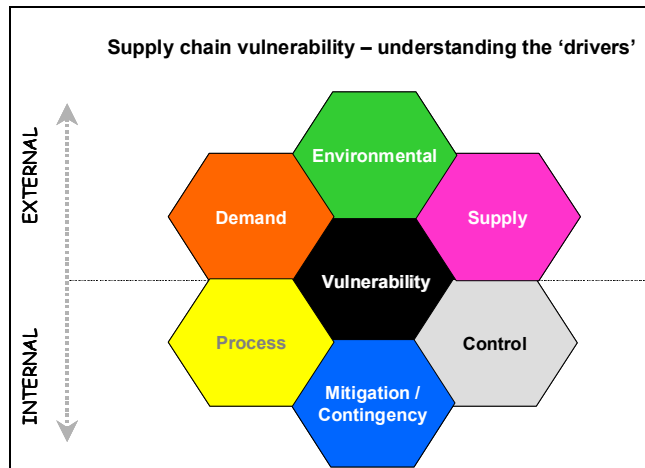 Supply chain vulnerability – understanding the ‘drivers’
EXTERNAL
Environmental
Demand
Supply
Vulnerability
INTERNAL
Process
Control
Mitigation /
Contingency